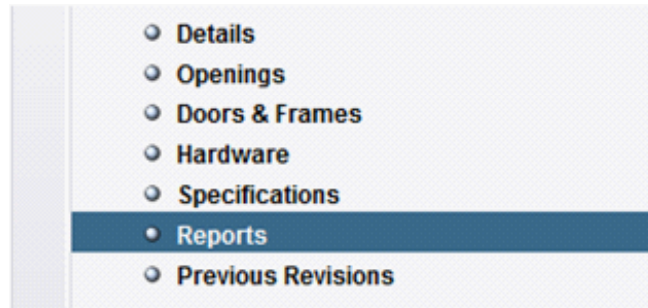 Details
Openings
Doors & Frames
Hardware
Specifications
Reports
Previous Revisions